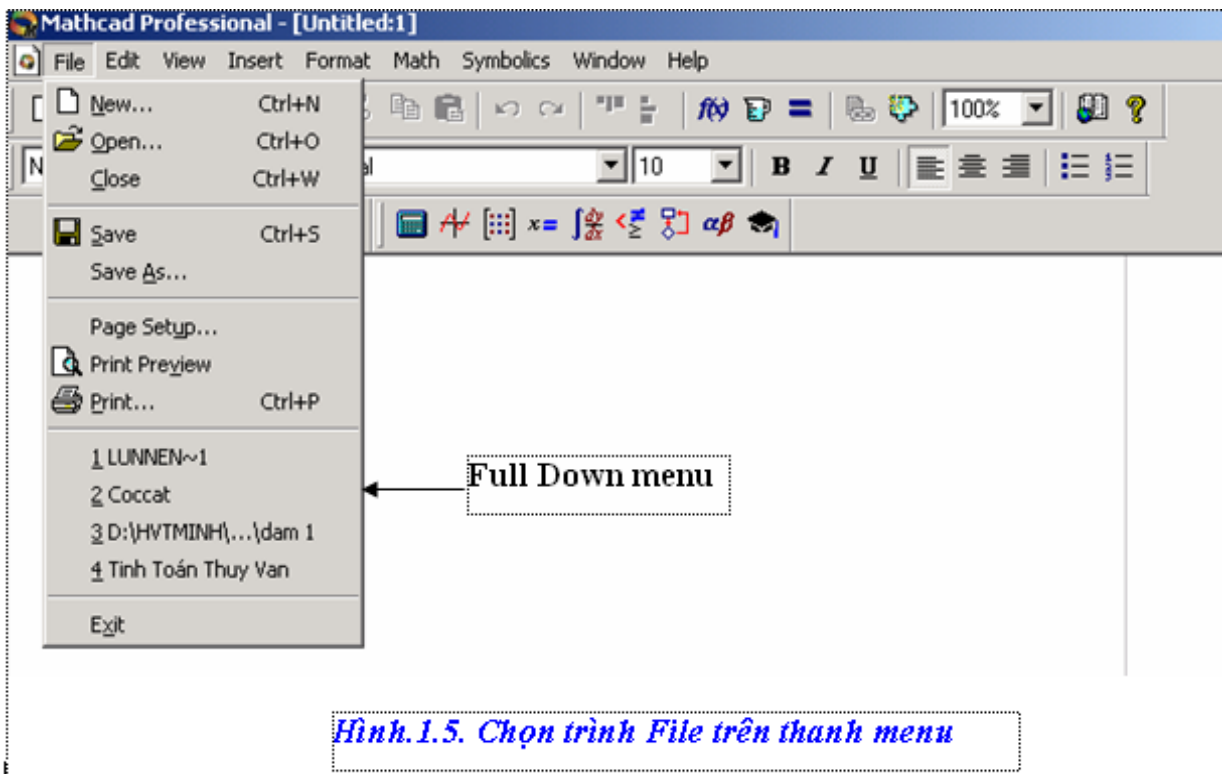 Mathcad Professional - [Untitled:1]
File Edit View Insert Format Math Symbolics Window Help
New... Ctrl+N
f(x) = 100% ?
Open... Ctrl+O
10 B I U
Close Ctrl+W
Save Ctrl+S
x= ∫dy/dx <≠≥ αβ
Save As...
Page Setup...
Print Preview
Print... Ctrl+P
1 LUNNEN~1
Full Down menu
2 Coccat
3 D:\HVTMINH\...\dam 1
4 Tinh Toán Thuy Van
Exit
Hình.1.5. Chọn trình File trên thanh menu